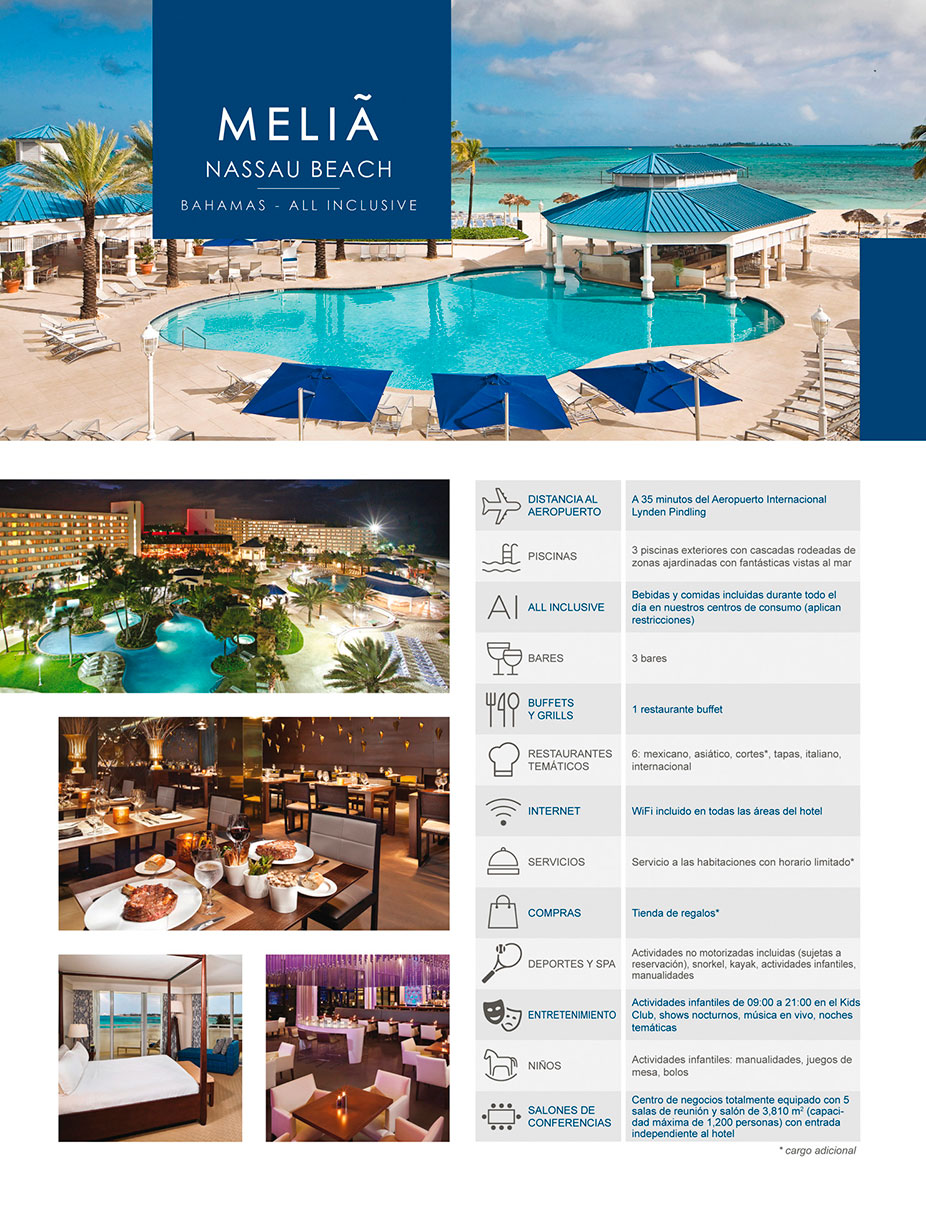 MELIÃ
NASSAU BEACH
BAHAMAS - ALL INCLUSIVE
DISTANCIA AL
AEROPUERTO
A 35 minutos del Aeropuerto Internacional
Lynden Pindling
PISCINAS
3 piscinas exteriores con cascadas rodeadas de
zonas ajardinadas con fantásticas vistas al mar
AI
ALL INCLUSIVE
Bebidas y comidas incluidas durante todo el
día en nuestros centros de consumo (aplican
restricciones)
BARES
3 bares
BUFFETS
Y GRILLS
1 restaurante buffet
RESTAURANTES
TEMÁTICOS
6: mexicano, asiático, cortes*, tapas, italiano,
internacional
INTERNET
WiFi incluido en todas las áreas del hotel
SERVICIOS
Servicio a las habitaciones con horario limitado*
COMPRAS
Tienda de regalos*
DEPORTES Y SPA
Actividades no motorizadas incluidas (sujetas a
reservación), snorkel, kayak, actividades infantiles,
manualidades
ENTRETENIMIENTO
Actividades infantiles de 09:00 a 21:00 en el Kids
Club, shows nocturnos, música en vivo, noches
temáticas
NIÑOS
Actividades infantiles: manualidades, juegos de
mesa, bolos
SALONES DE
CONFERENCIAS
Centro de negocios totalmente equipado con 5
salas de reunión y salón de 3,810 m² (capaci-
dad máxima de 1,200 personas) con entrada
independiente al hotel
* cargo adicional